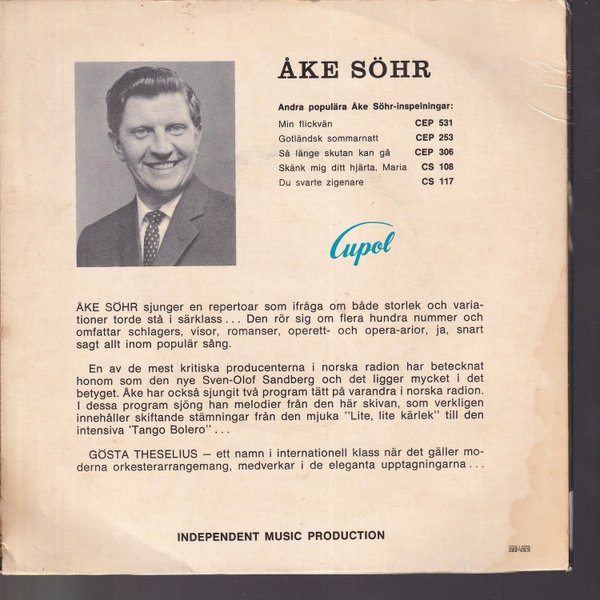 ÅKE SÖHR
Andra populära Åke Söhr-inspelningar:
Min flickvän CEP 531
Gotländsk sommarnatt CEP 253
Så länge skutan kan gå CEP 306
Skänk mig ditt hjärta, Maria CS 108
Du svarte zigenare CS 117
Cupol
ÅKE SÖHR sjunger en repertoar som ifråga om både storlek och varia-
tioner torde stå i särklass... Den rör sig om flera hundra nummer och
omfattar schlagers, visor, romanser, operett- och opera-arior, ja, snart
sagt allt inom populär sång.
En av de mest kritiska producenterna i norska radion har betecknat
honom som den nye Sven-Olof Sandberg och det ligger mycket i det
betyget. Åke har också sjungit två program tätt på varandra i norska radion.
I dessa program sjöng han melodier från den här skivan, som verkligen
innehåller skiftande stämningar från den mjuka "Lite, lite kärlek" till den
intensiva 'Tango Bolero"...
GÖSTA THESELIUS — ett namn i internationell klass när det gäller mo-
derna orkesterarrangemang, medverkar i de eleganta upptagningarna...
INDEPENDENT MUSIC PRODUCTION